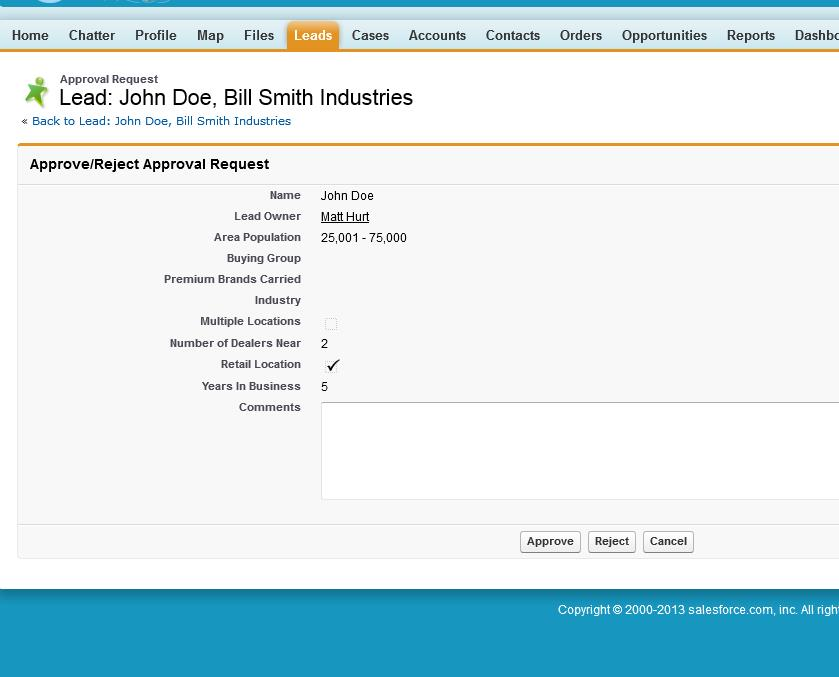 Home Chatter Profile Map Files Leads Cases Accounts Contacts Orders Opportunities Reports
Approval Request
Lead: John Doe, Bill Smith Industries
« Back to Lead: John Doe, Bill Smith Industries
Approve/Reject Approval Request
Name John Doe
Lead Owner Matt Hurt
Area Population 25,001 - 75,000
Buying Group
Premium Brands Carried
Industry
Multiple Locations
Number of Dealers Near 2
Retail Location
Years In Business 5
Comments
Approve Reject Cancel
Copyright © 2000-2013 salesforce.com, inc. All